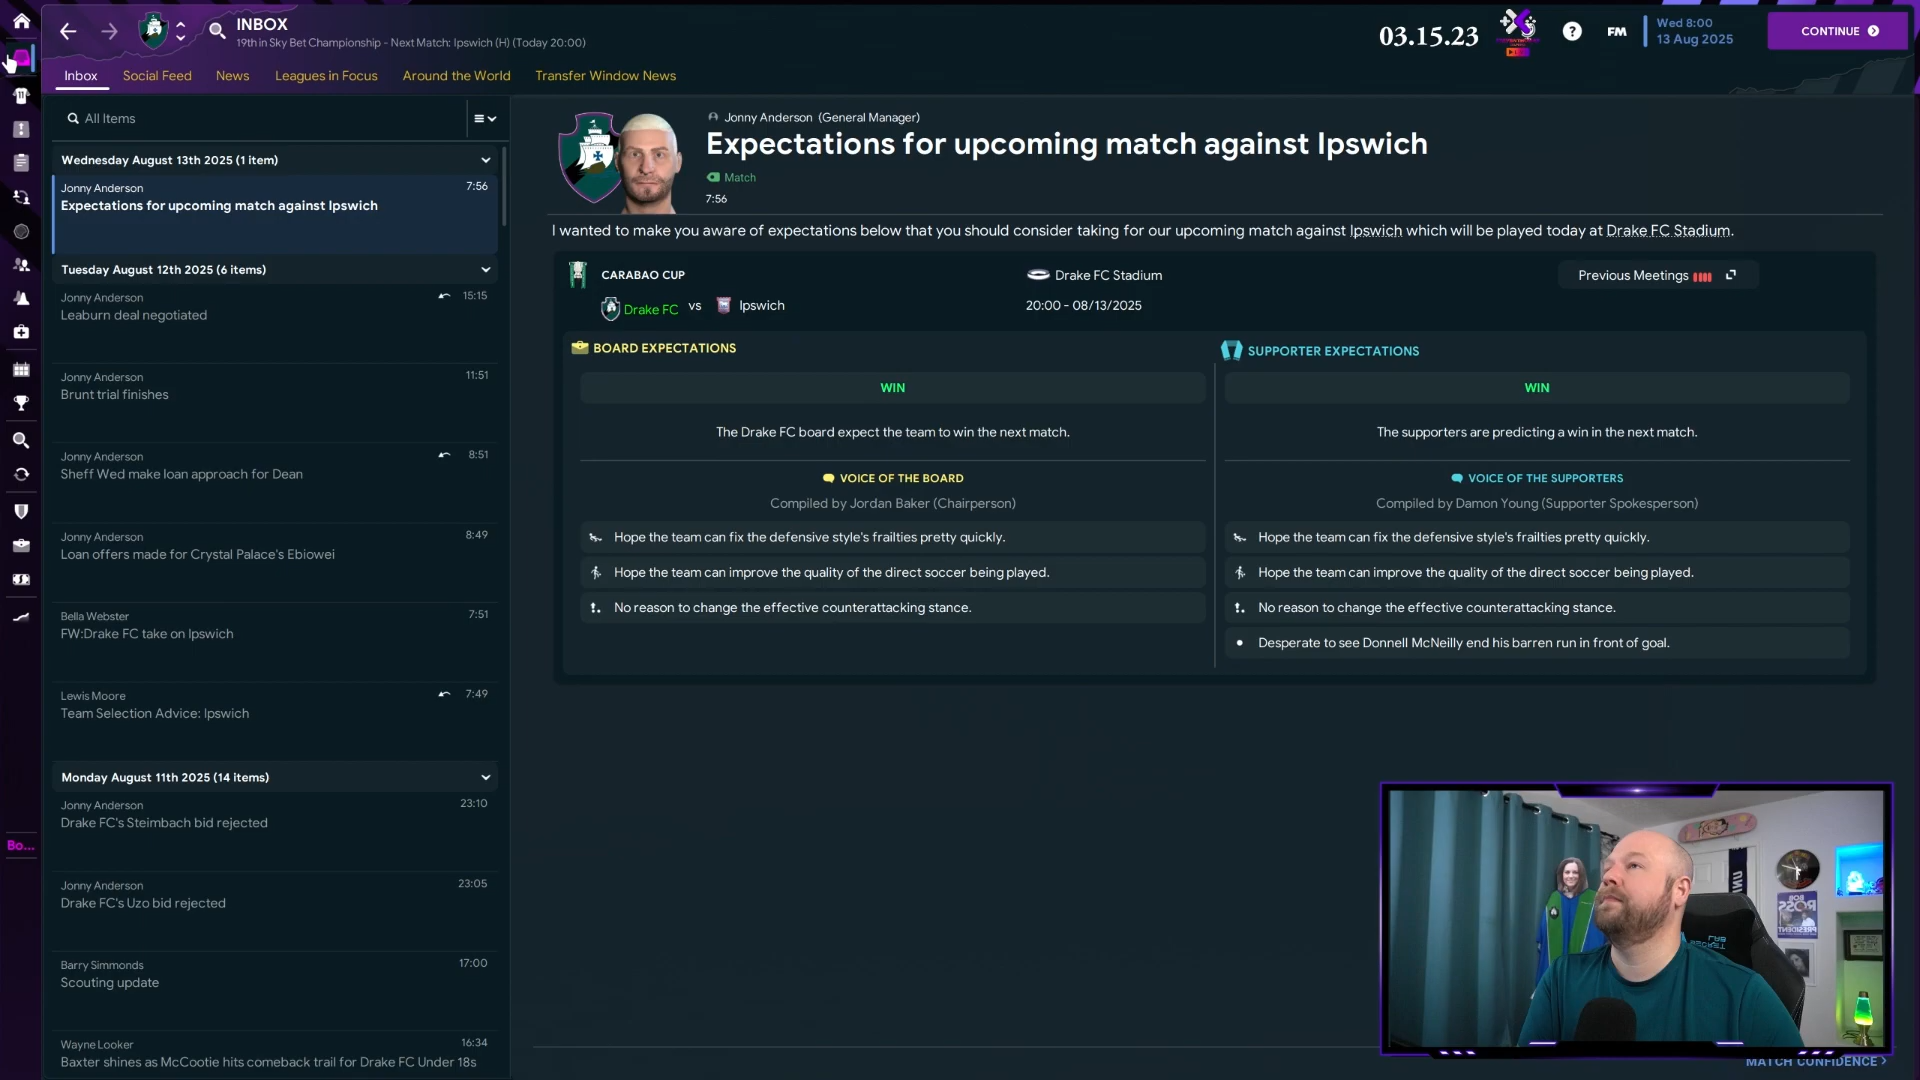 INBOX
19th in Sky Bet Championship - Next Match: Ipswich (H) (Today 20:00)
03.15.23
FM
Wed 8:00
13 Aug 2025
CONTINUE
Inbox
Social Feed
News
Leagues in Focus
Around the World
Transfer Window News
All Items
Wednesday August 13th 2025 (1 item)
Jonny Anderson
7:56
Expectations for upcoming match against Ipswich
Tuesday August 12th 2025 (6 items)
Jonny Anderson
15:15
Leaburn deal negotiated
Jonny Anderson
11:51
Brunt trial finishes
Jonny Anderson
8:51
Sheff Wed make loan approach for Dean
Jonny Anderson
8:49
Loan offers made for Crystal Palace's Ebiowei
Bella Webster
7:51
FW:Drake FC take on Ipswich
Lewis Moore
7:49
Team Selection Advice: Ipswich
Monday August 11th 2025 (14 items)
Jonny Anderson
23:10
Drake FC's Steimbach bid rejected
Jonny Anderson
23:05
Drake FC's Uzo bid rejected
Barry Simmonds
17:00
Scouting update
Wayne Looker
16:34
Baxter shines as McCootie hits comeback trail for Drake FC Under 18s
Bo...
Jonny Anderson (General Manager)
Expectations for upcoming match against Ipswich
Match
7:56
I wanted to make you aware of expectations below that you should consider taking for our upcoming match against Ipswich which will be played today at Drake FC Stadium.
CARABAO CUP
Drake FC vs Ipswich
Drake FC Stadium
20:00 - 08/13/2025
Previous Meetings
BOARD EXPECTATIONS
WIN
The Drake FC board expect the team to win the next match.
VOICE OF THE BOARD
Compiled by Jordan Baker (Chairperson)
Hope the team can fix the defensive style's frailties pretty quickly.
Hope the team can improve the quality of the direct soccer being played.
No reason to change the effective counterattacking stance.
SUPPORTER EXPECTATIONS
WIN
The supporters are predicting a win in the next match.
VOICE OF THE SUPPORTERS
Compiled by Damon Young (Supporter Spokesperson)
Hope the team can fix the defensive style's frailties pretty quickly.
Hope the team can improve the quality of the direct soccer being played.
No reason to change the effective counterattacking stance.
Desperate to see Donnell McNeilly end his barren run in front of goal.
BOB
ROSS
PRESIDENT
MATCH CONFIDENCE